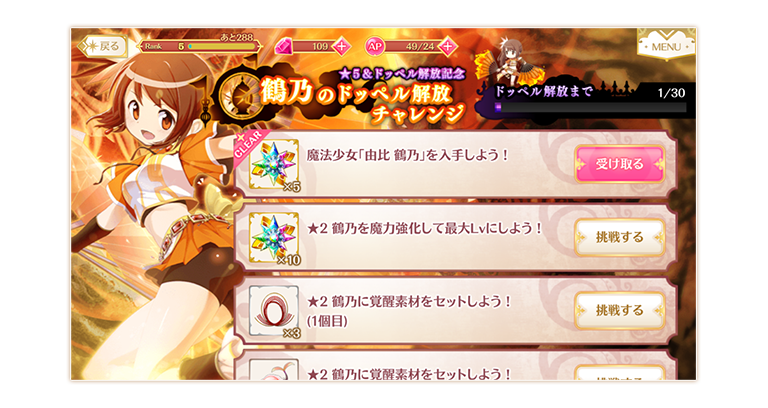 戻る
Rank 5
あと288
109
AP 49/24
MENU
★5&ドッペル解放記念
鶴乃のドッペル解放
チャレンジ
ドッペル解放まで
1/30
CLEAR
魔法少女「由比 鶴乃」を入手しよう!
×5
受け取る
★2 鶴乃を魔力強化して最大Lvにしよう!
×10
挑戦する
★2 鶴乃に覚醒素材をセットしよう!
(1個目)
×3
挑戦する
★2 鶴乃に覚醒素材をセットしよう!
挑戦する